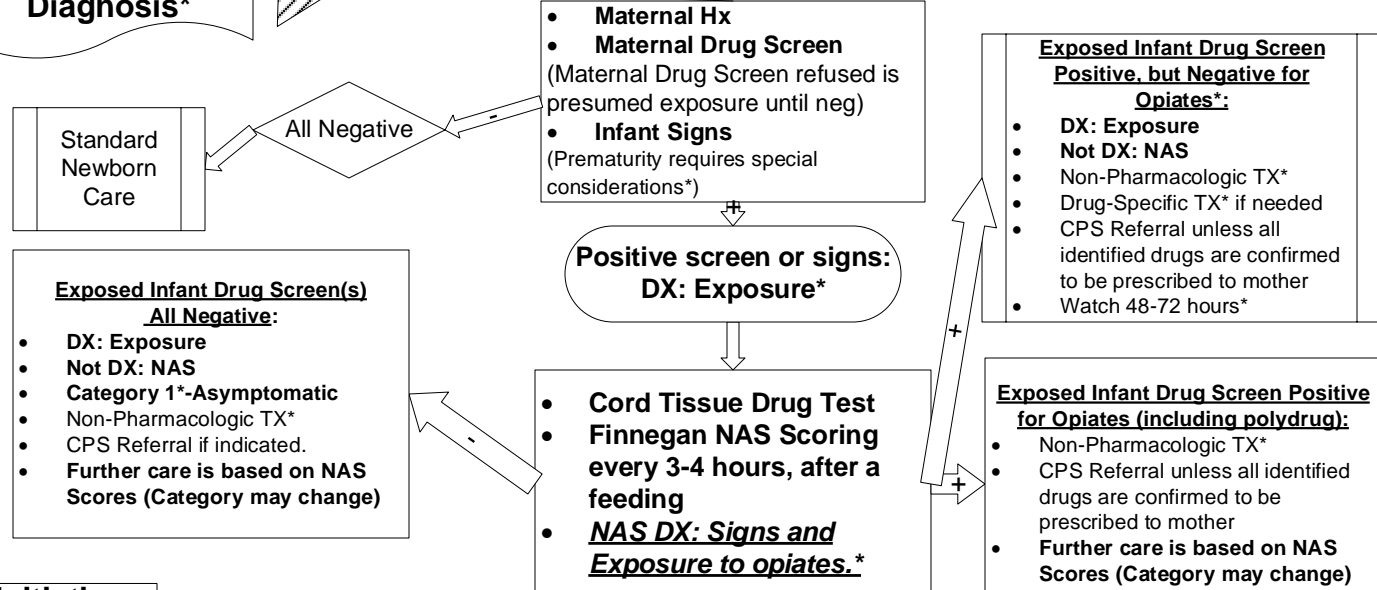 Diagnosis*
• Maternal Hx
• Maternal Drug Screen
(Maternal Drug Screen refused is
presumed exposure until neg)
• Infant Signs
(Prematurity requires special
considerations*)
-
All Negative
Standard
Newborn
Care
+
Positive screen or signs:
DX: Exposure*
Exposed Infant Drug Screen
Positive, but Negative for
Opiates*:
• DX: Exposure
• Not DX: NAS
• Non-Pharmacologic TX*
• Drug-Specific TX* if needed
• CPS Referral unless all
identified drugs are confirmed
to be prescribed to mother
• Watch 48-72 hours*
Exposed Infant Drug Screen(s)
All Negative:
• DX: Exposure
• Not DX: NAS
• Category 1*-Asymptomatic
• Non-Pharmacologic TX*
• CPS Referral if indicated.
• Further care is based on NAS
Scores (Category may change)
-
• Cord Tissue Drug Test
• Finnegan NAS Scoring
every 3-4 hours, after a
feeding
• NAS DX: Signs and
Exposure to opiates.*
+
+
Exposed Infant Drug Screen Positive
for Opiates (including polydrug):
• Non-Pharmacologic TX*
• CPS Referral unless all identified
drugs are confirmed to be
prescribed to mother
• Further care is based on NAS
Scores (Category may change)